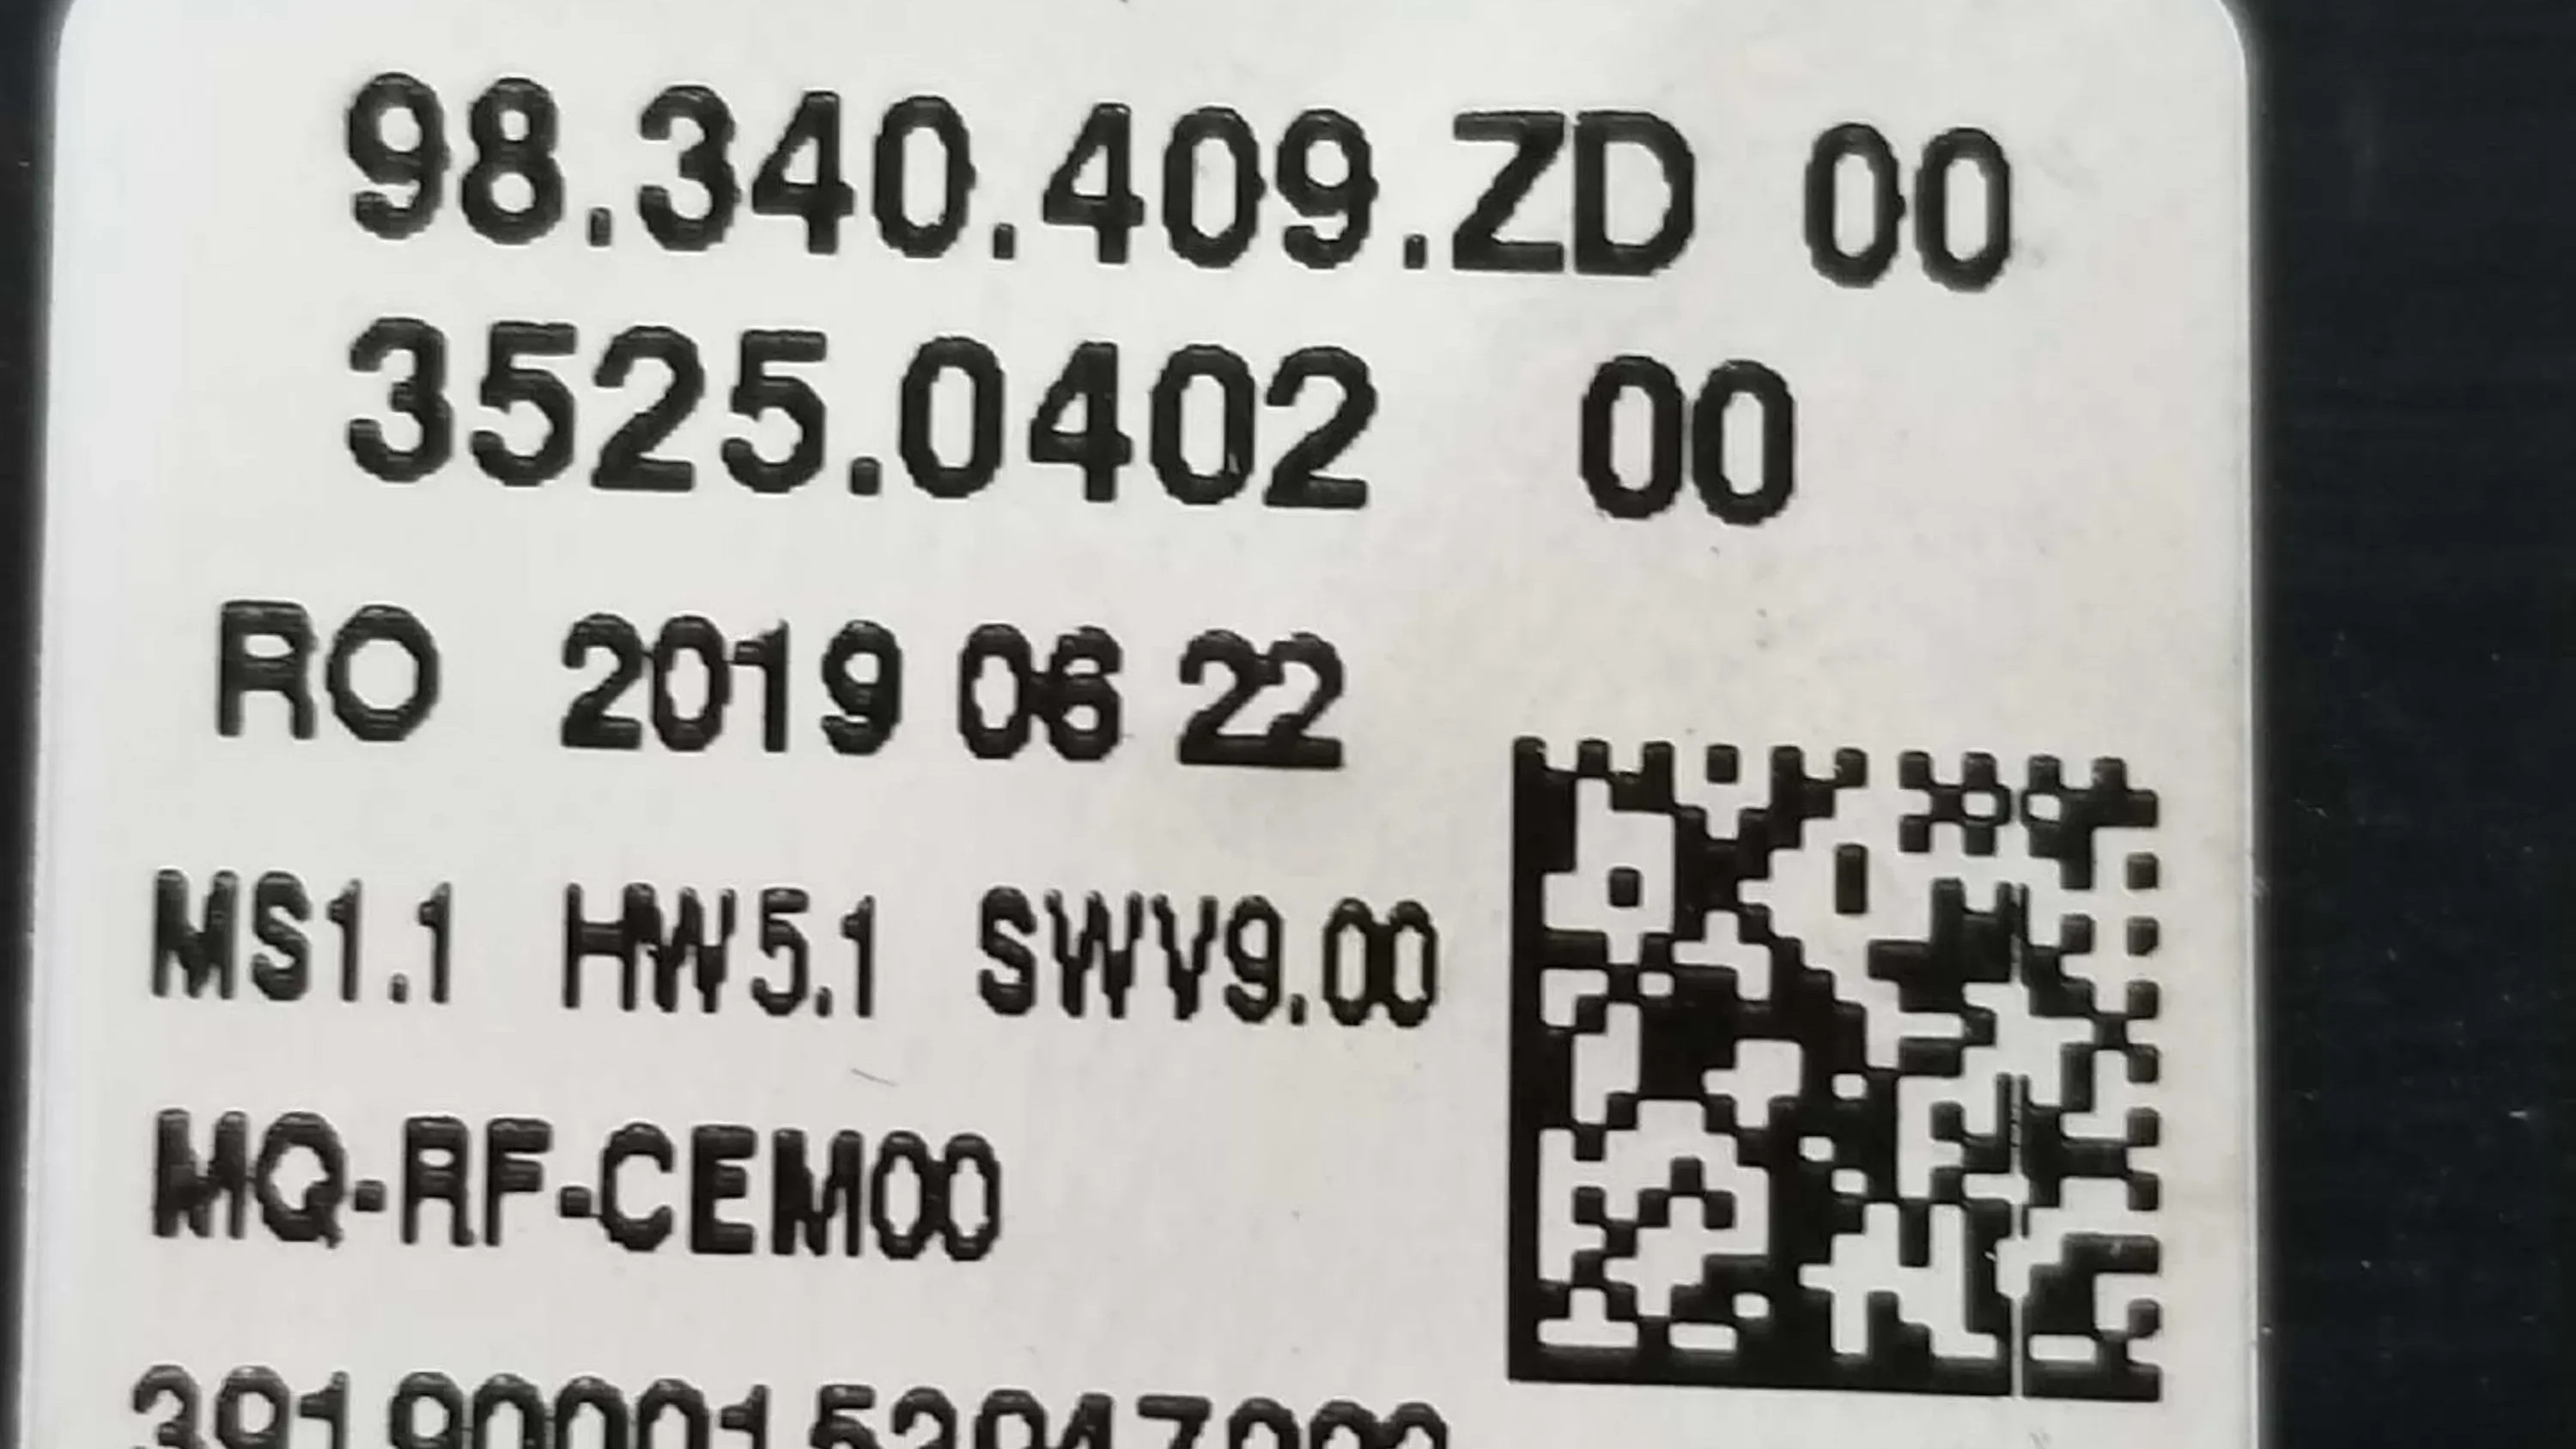 98.340.409.ZD 00
3525.0402 00
RO 2019 06 22
MS1.1 HW5.1 SWV9.00
MQ-RF-CEM00